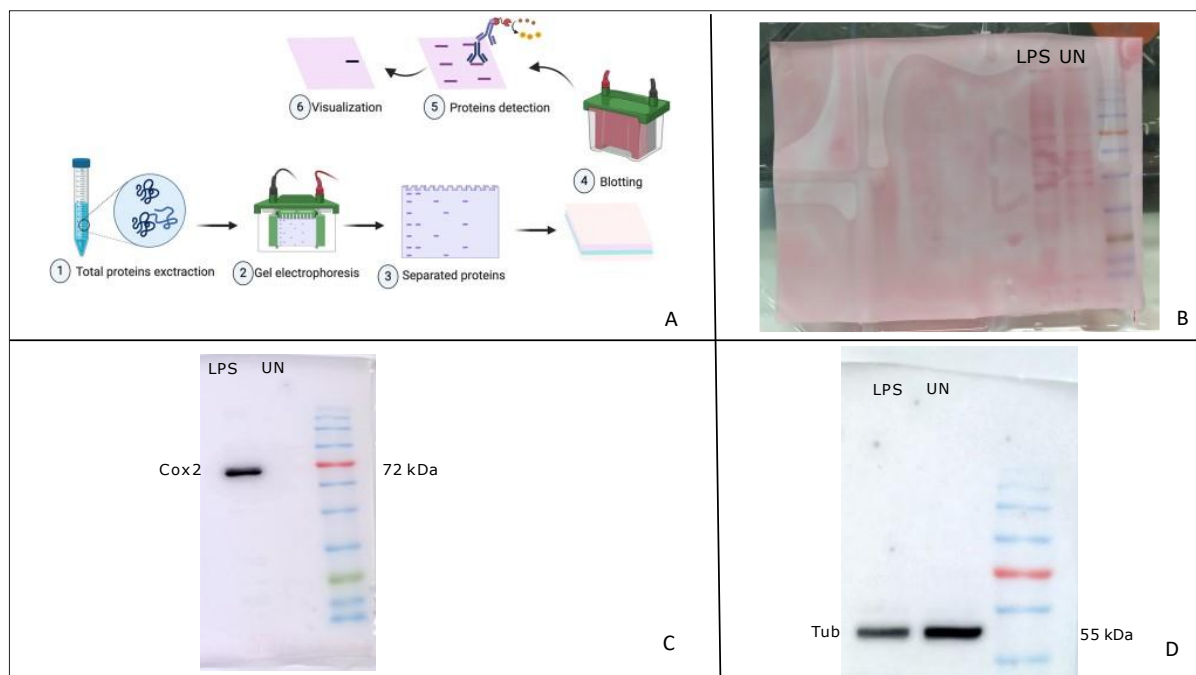 6 Visualization
5 Proteins detection
4 Blotting
1 Total proteins exctraction
2 Gel electrophoresis
3 Separated proteins
A
LPS UN
B
LPS UN
Cox2
72 kDa
C
LPS UN
Tub
55 kDa
D